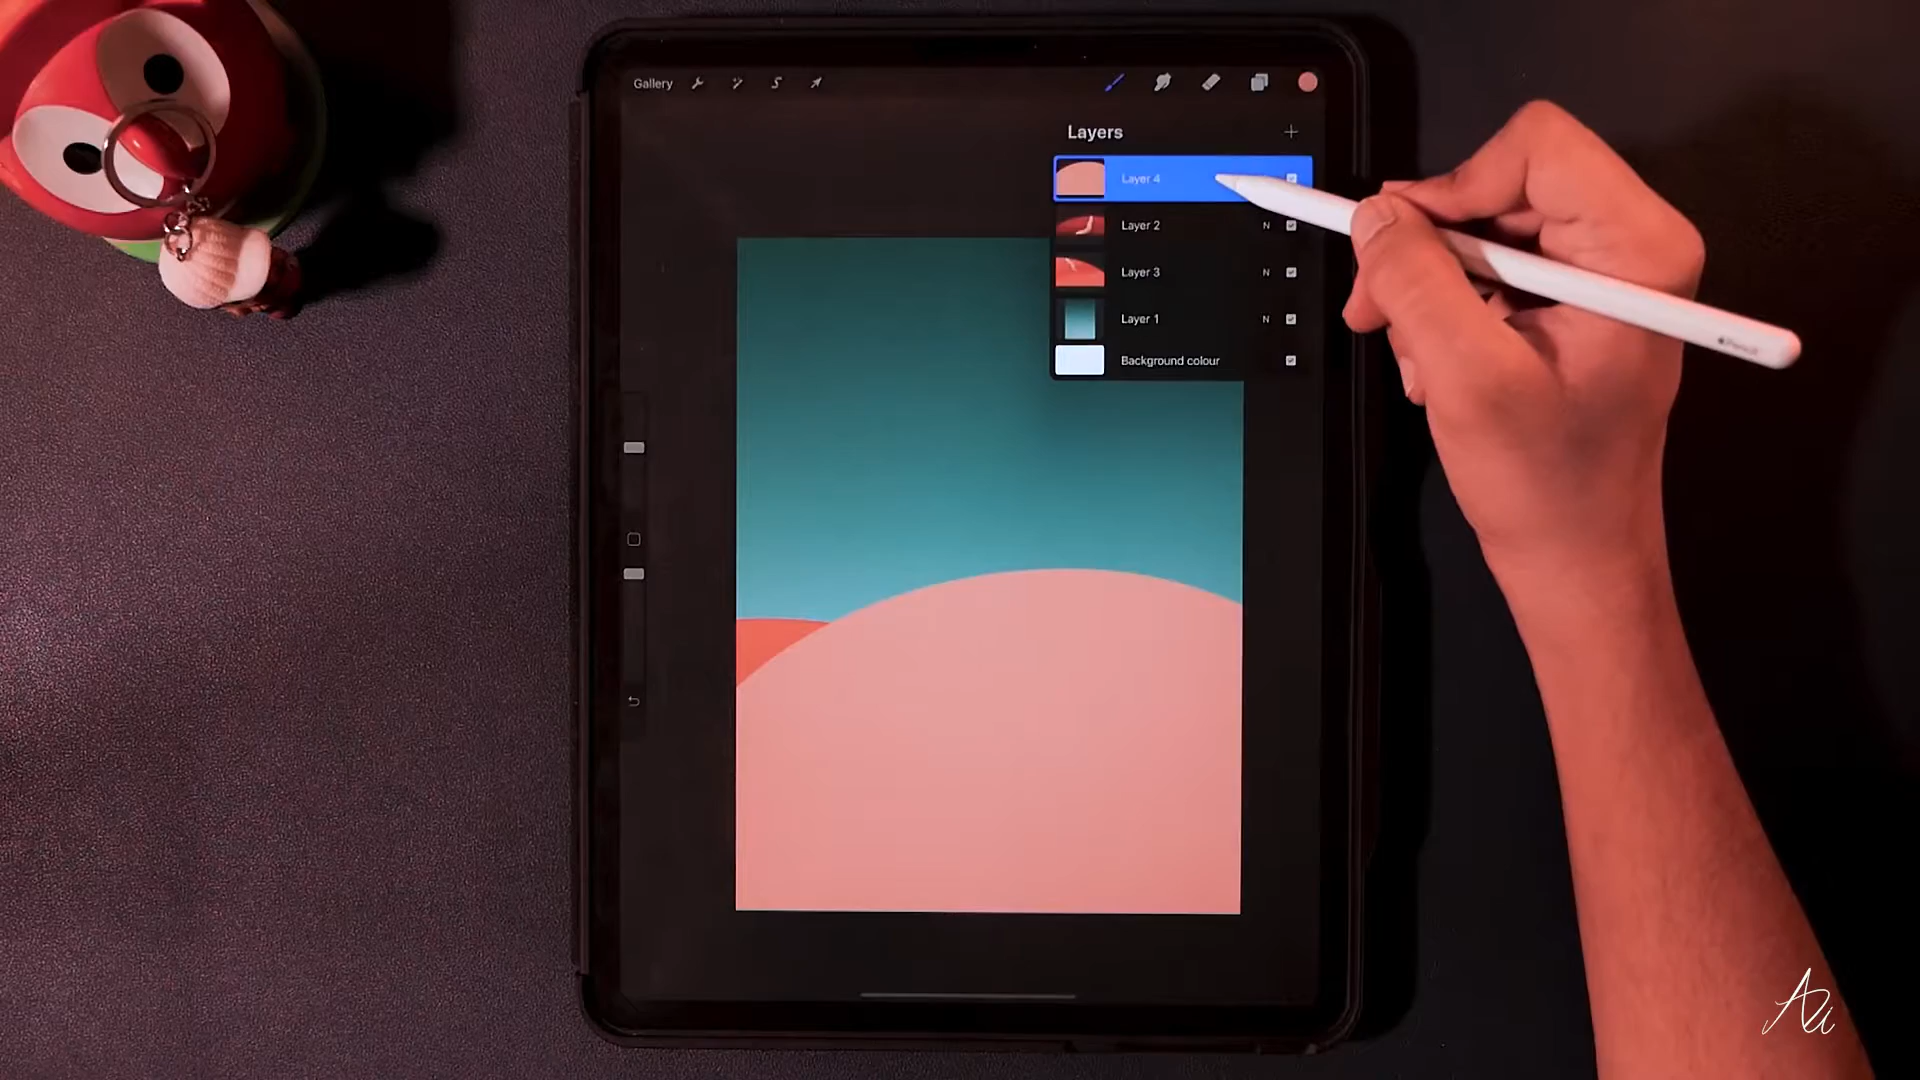 Gallery
Layers
Layer 4
Layer 2 N
Layer 3 N
Layer 1 N
Background colour